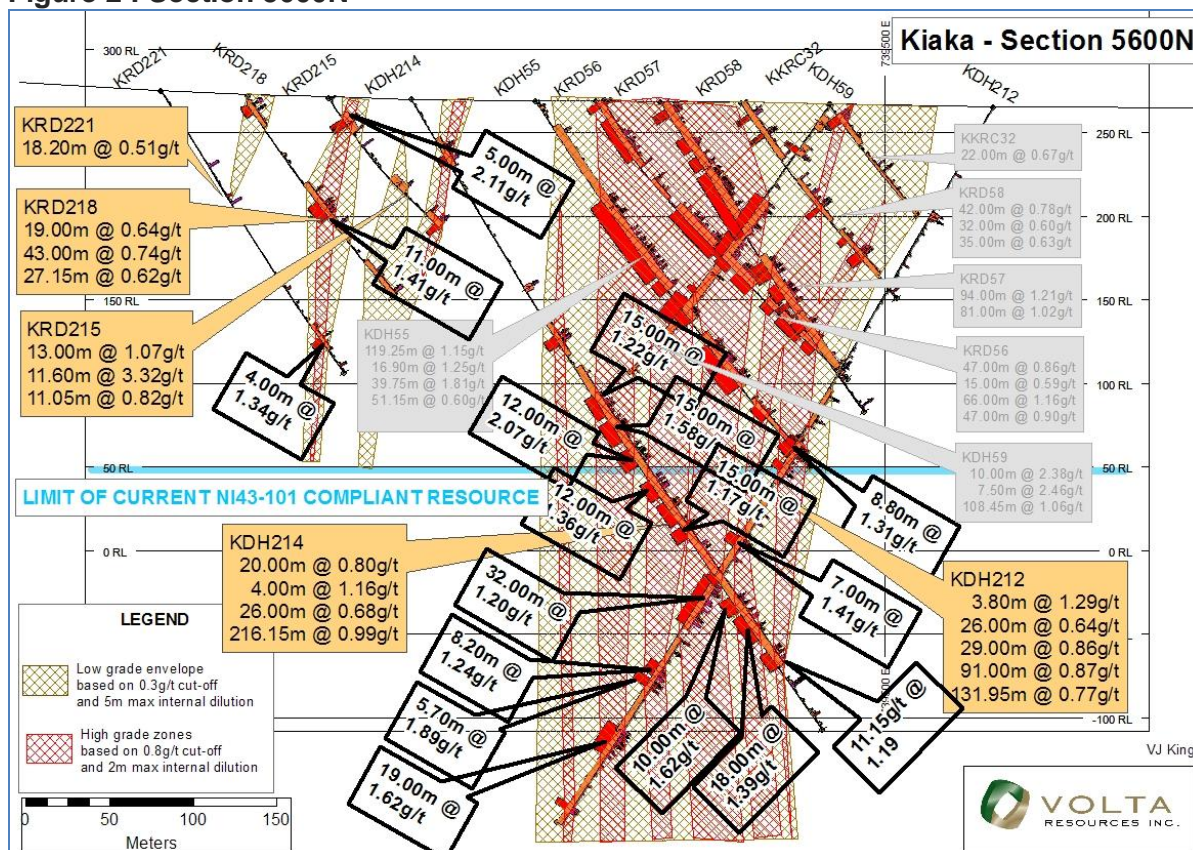 Kiaka - Section 5600N
300 RL
739500 E
KRD221
KRD218
KRD215
KDH214
KDH55
KRD56
KRD57
KRD58
KKRC32
KDH59
KDH212
250 RL
200 RL
150 RL
150 RL
100 RL
50 RL
50 RL
0 RL
0 RL
-100 RL
KRD221
18.20m @ 0.51g/t
KRD218
19.00m @ 0.64g/t
43.00m @ 0.74g/t
27.15m @ 0.62g/t
KRD215
13.00m @ 1.07g/t
11.60m @ 3.32g/t
11.05m @ 0.82g/t
KDH55
119.25m @ 1.15g/t
16.90m @ 1.25g/t
39.75m @ 1.81g/t
51.15m @ 0.60g/t
KKRC32
22.00m @ 0.67g/t
KRD58
42.00m @ 0.78g/t
32.00m @ 0.60g/t
35.00m @ 0.63g/t
KRD57
94.00m @ 1.21g/t
81.00m @ 1.02g/t
KRD56
47.00m @ 0.86g/t
15.00m @ 0.59g/t
66.00m @ 1.16g/t
47.00m @ 0.90g/t
KDH59
10.00m @ 2.38g/t
7.50m @ 2.46g/t
108.45m @ 1.06g/t
5.00m @
2.11g/t
11.00m @
1.41g/t
4.00m @
1.34g/t
15.00m @
1.22g/t
12.00m @
2.07g/t
15.00m @
1.58g/t
15.00m @
1.17g/t
12.00m @
1.36g/t
8.80m @
1.31g/t
LIMIT OF CURRENT NI43-101 COMPLIANT RESOURCE
KDH214
20.00m @ 0.80g/t
4.00m @ 1.16g/t
26.00m @ 0.68g/t
216.15m @ 0.99g/t
KDH212
3.80m @ 1.29g/t
26.00m @ 0.64g/t
29.00m @ 0.86g/t
91.00m @ 0.87g/t
131.95m @ 0.77g/t
32.00m @
1.20g/t
7.00m @
1.41g/t
8.20m @
1.24g/t
5.70m @
1.89g/t
19.00m @
1.62g/t
10.00m @
1.62g/t
18.00m @
1.39g/t
11.15g/t @
1.19
LEGEND
Low grade envelope
based on 0.3g/t cut-off
and 5m max internal dilution
High grade zones
based on 0.8g/t cut-off
and 2m max internal dilution
0 50 100 150
Meters
VJ King
VOLTA
RESOURCES INC.